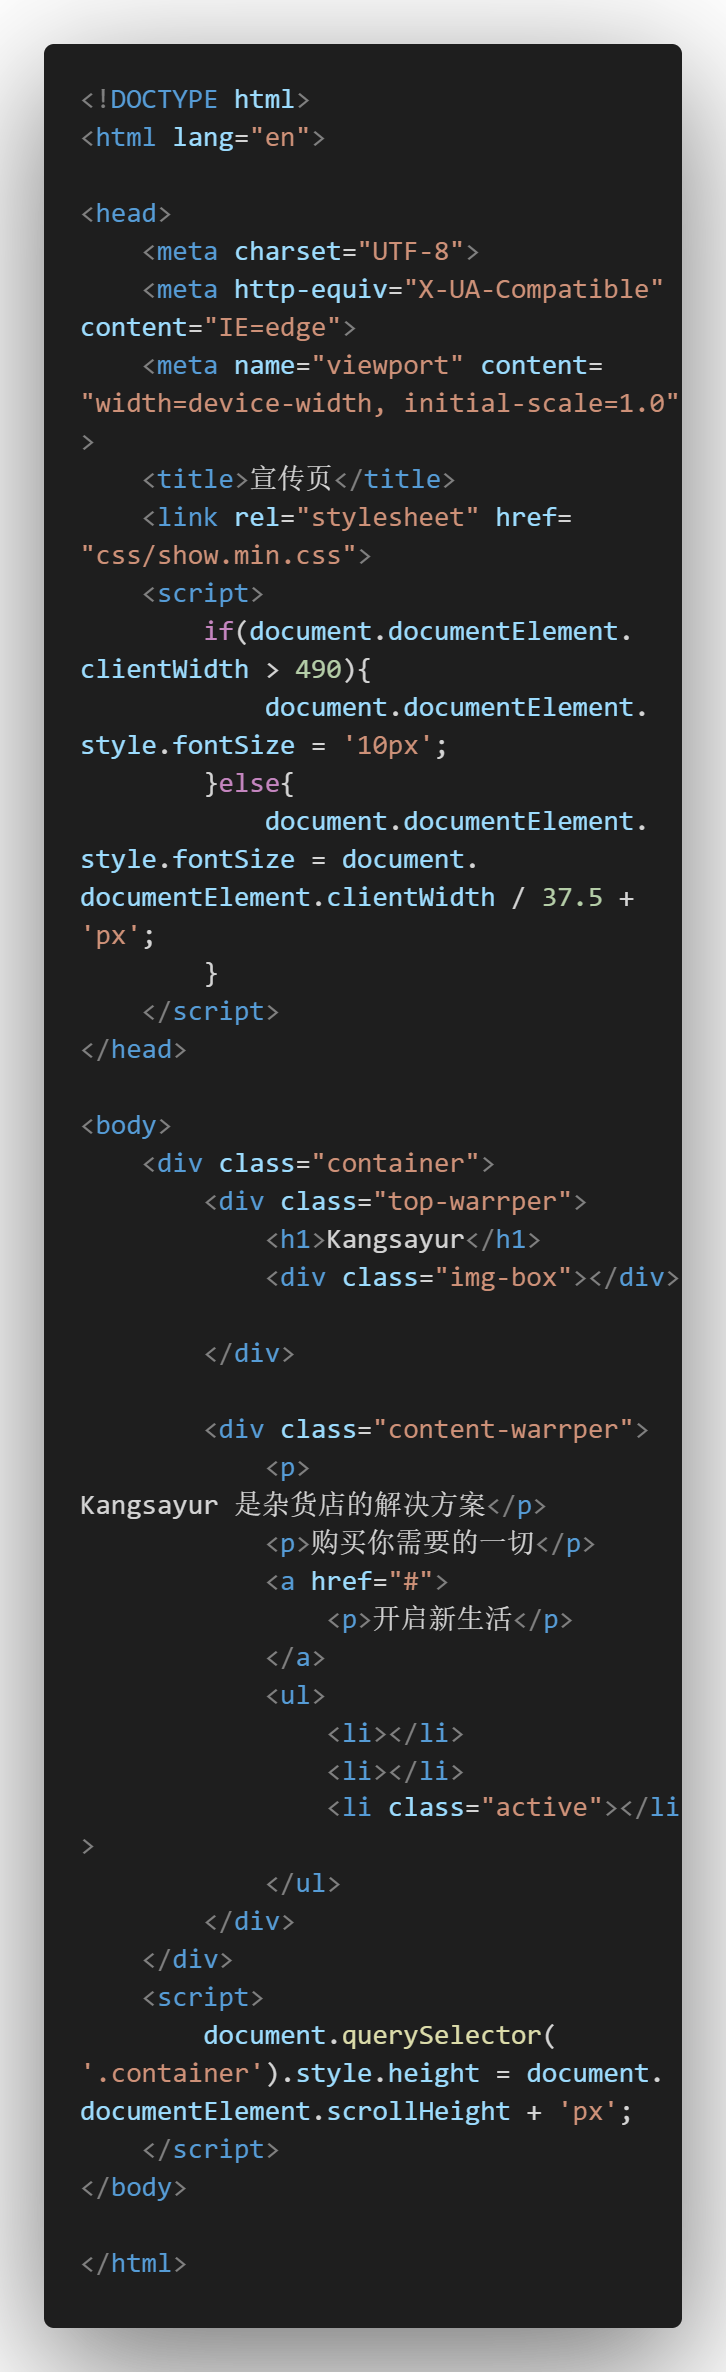 <!DOCTYPE html>
<html lang="en">

<head>
    <meta charset="UTF-8">
    <meta http-equiv="X-UA-Compatible"
content="IE=edge">
    <meta name="viewport" content=
"width=device-width, initial-scale=1.0"
>
    <title>宣传页</title>
    <link rel="stylesheet" href=
"css/show.min.css">
    <script>
        if(document.documentElement.
clientWidth > 490){
            document.documentElement.
style.fontSize = '10px';
        }else{
            document.documentElement.
style.fontSize = document.
documentElement.clientWidth / 37.5 +
'px';
        }
    </script>
</head>

<body>
    <div class="container">
        <div class="top-warrper">
            <h1>Kangsayur</h1>
            <div class="img-box"></div>

        </div>

        <div class="content-warrper">
            <p>
Kangsayur 是杂货店的解决方案</p>
            <p>购买你需要的一切</p>
            <a href="#">
                <p>开启新生活</p>
            </a>
            <ul>
                <li></li>
                <li></li>
                <li class="active"></li
>
            </ul>
        </div>
    </div>
    <script>
        document.querySelector(
'.container').style.height = document.
documentElement.scrollHeight + 'px';
    </script>
</body>

</html>